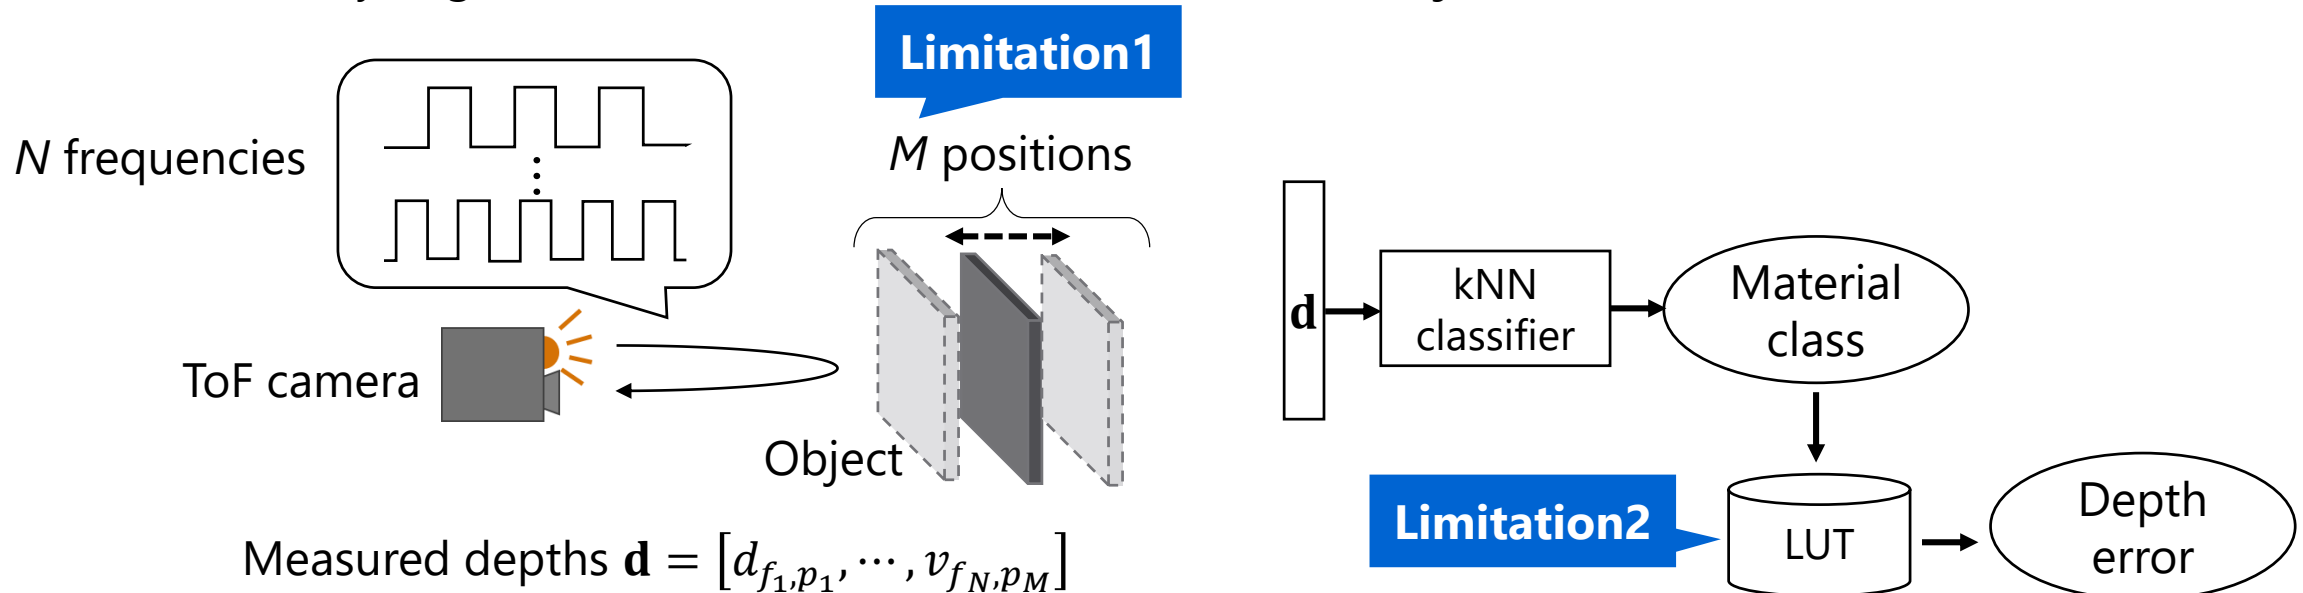 Limitation1
N frequencies
M positions
ToF camera
Object
Measured depths d = [d_{f_1,p_1}, ⋯, v_{f_N,p_M}]
d
kNN
classifier
Material
class
Limitation2
LUT
Depth
error